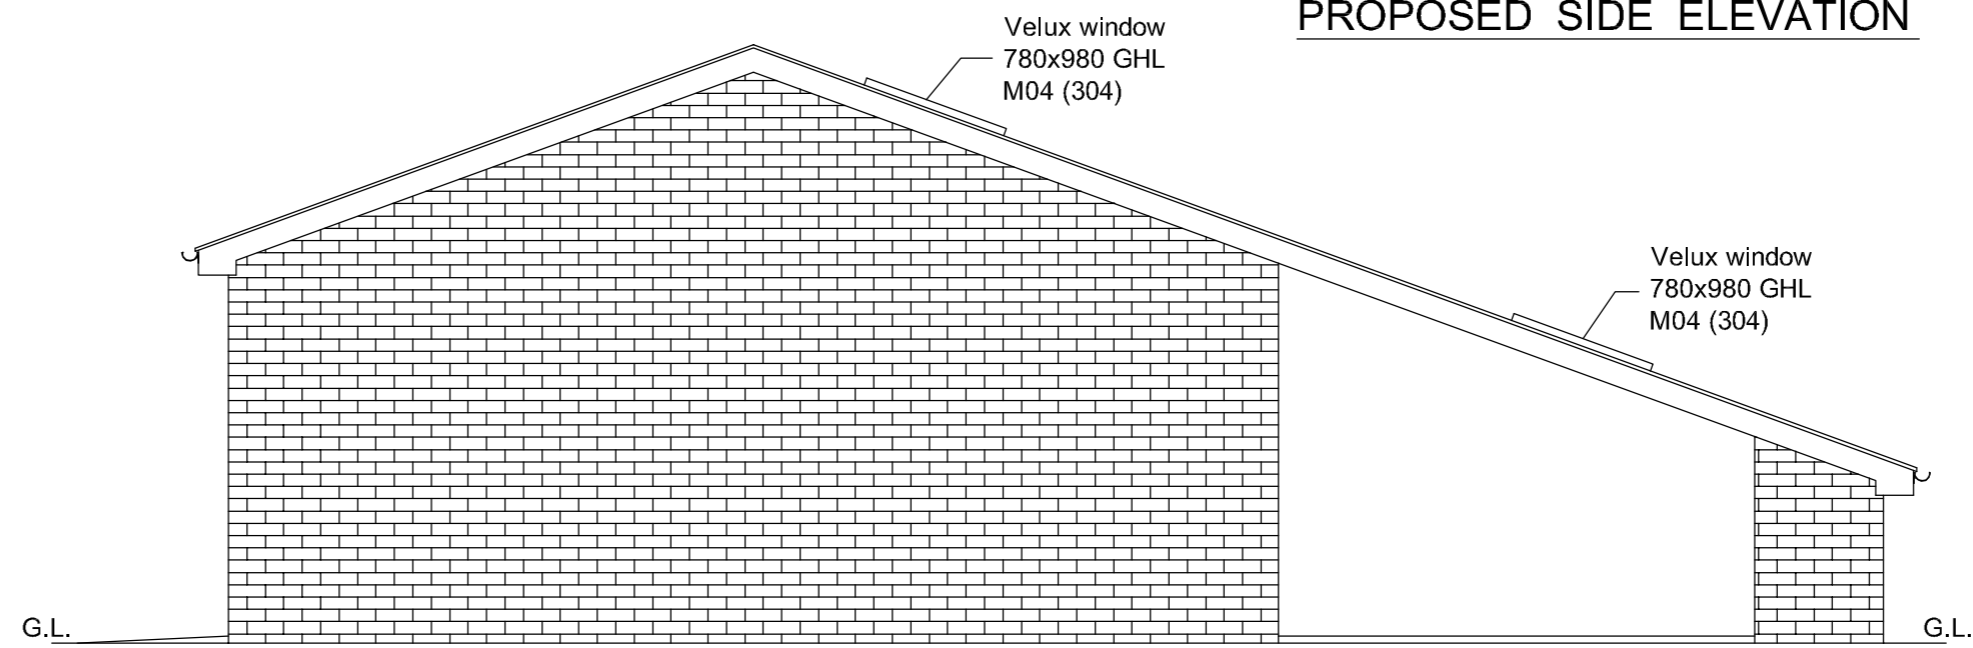 PROPOSED SIDE ELEVATION
Velux window
780x980 GHL
M04 (304)
Velux window
780x980 GHL
M04 (304)
G.L.
G.L.